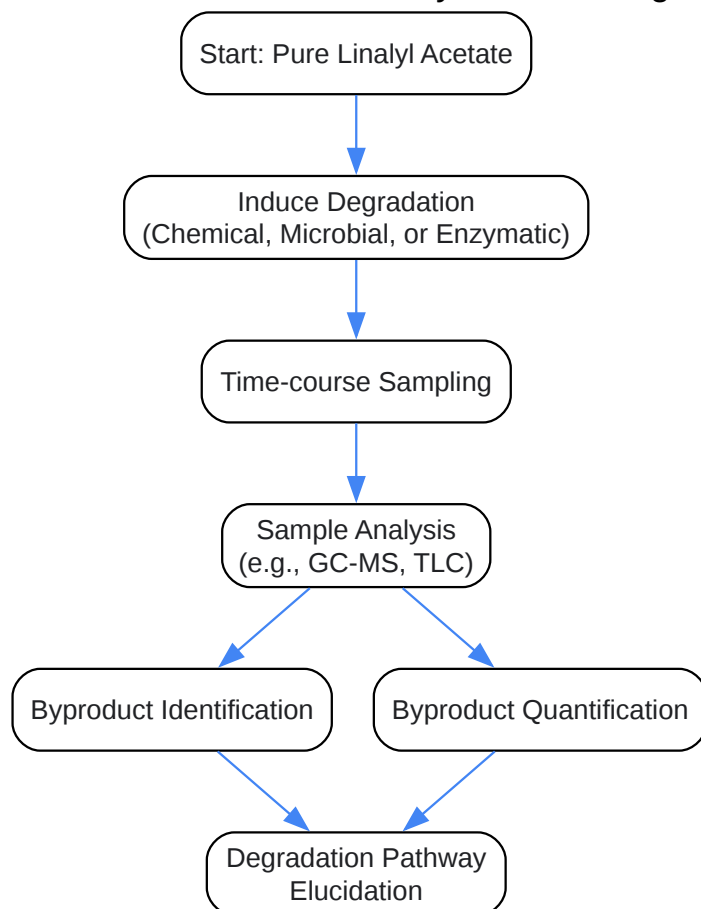 Start: Pure Linalyl Acetate
Induce Degradation
(Chemical, Microbial, or Enzymatic)
Time-course Sampling
Sample Analysis
(e.g., GC-MS, TLC)
Byproduct Identification
Byproduct Quantification
Degradation Pathway
Elucidation